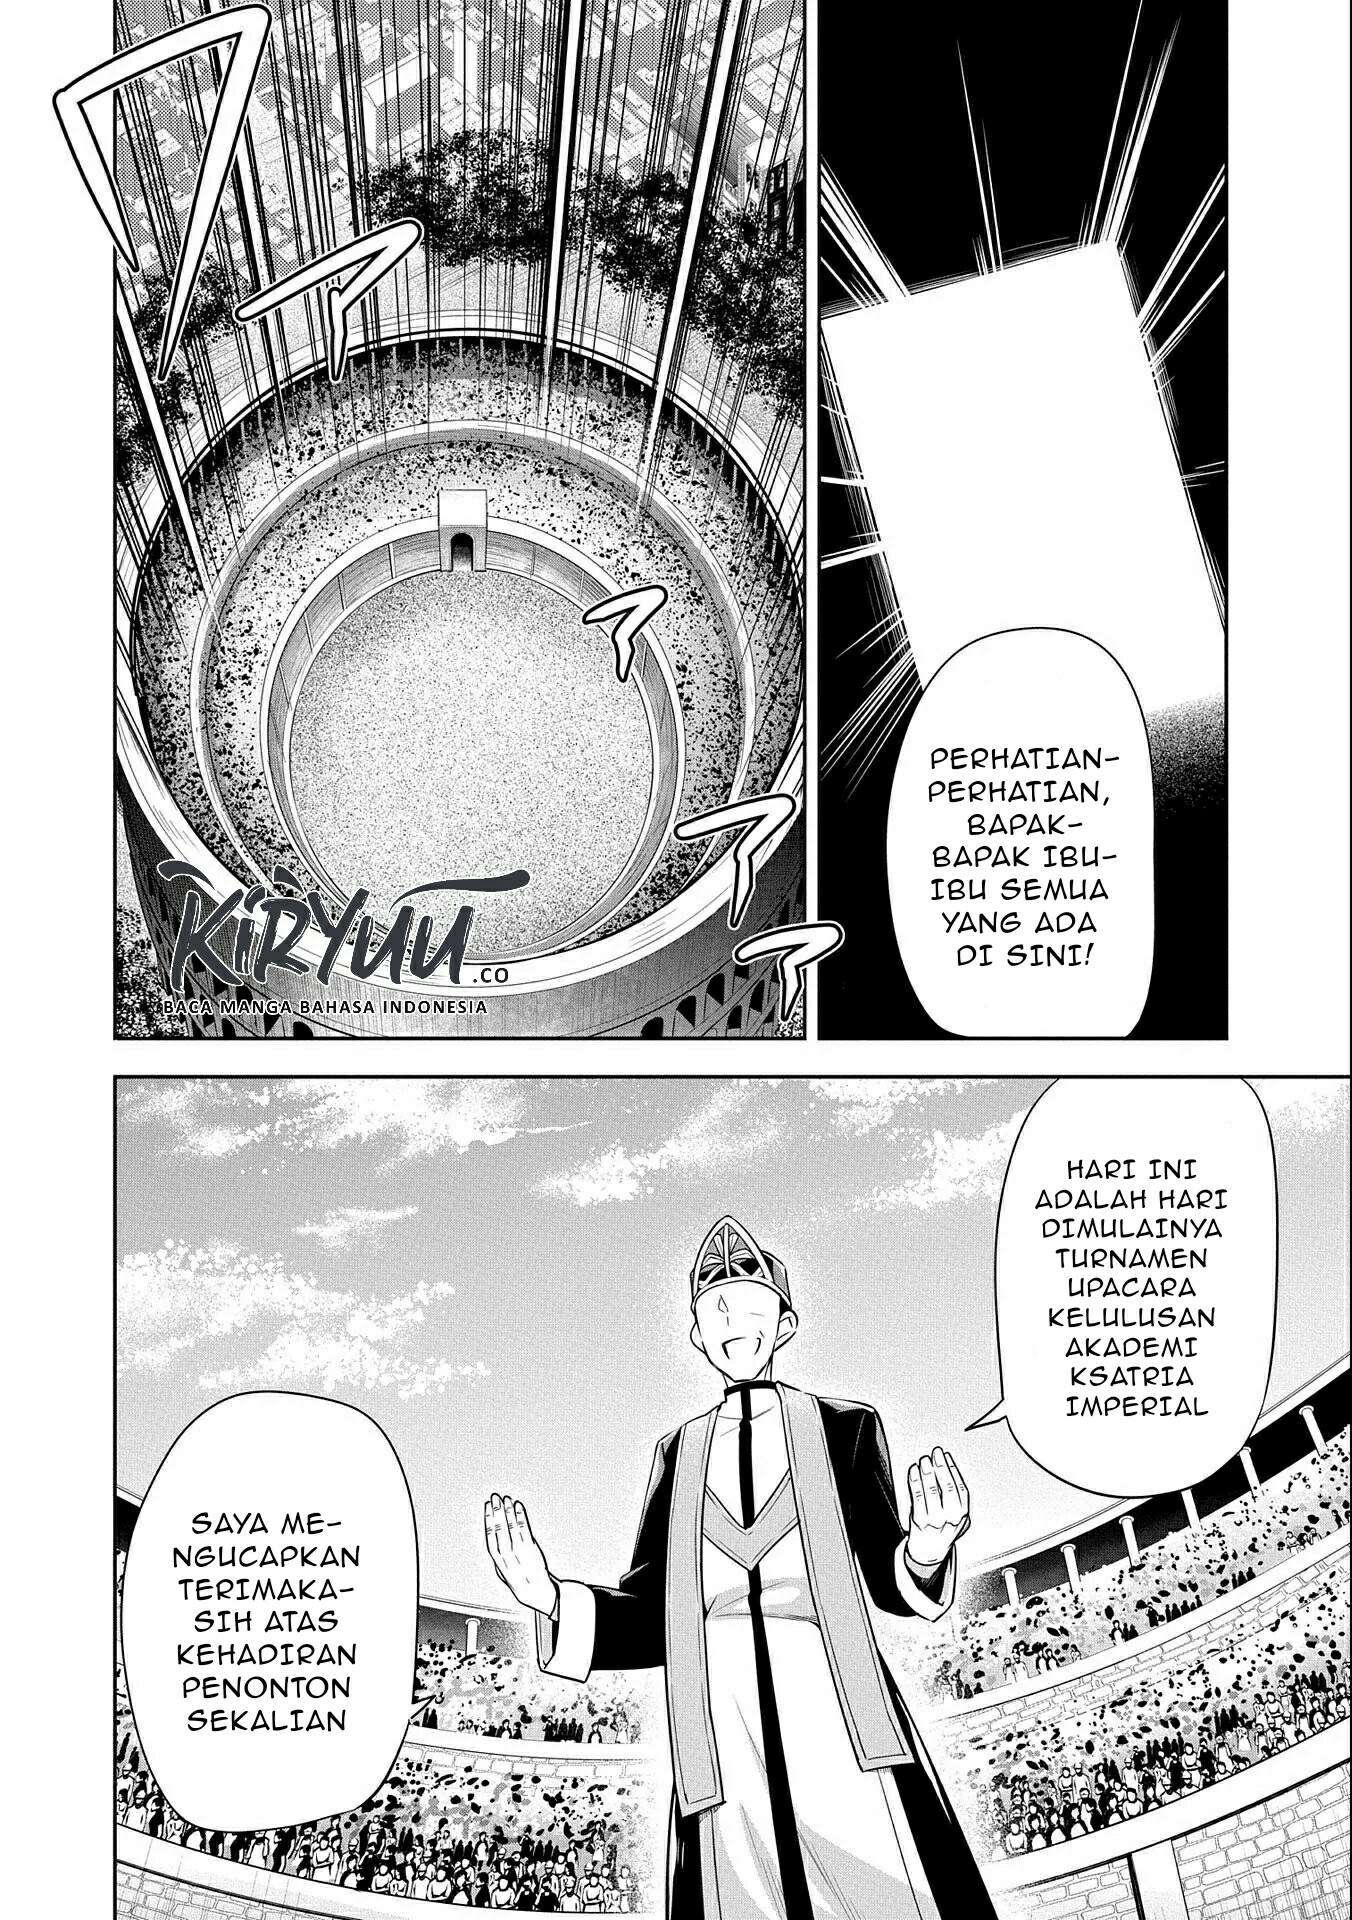 PERHATIAN-
PERHATIAN,
BAPAK-
BAPAK IBU-
IBU SEMUA
YANG ADA
DI SINI!
KIRYUU
.CO
BACA MANGA BAHASA INDONESIA
HARI INI
ADALAH HARI
DIMULAINYA
TURNAMEN
UPACARA
KELULUSAN
AKADEMI
KSATRIA
IMPERIAL
SAYA ME-
NGUCAPKAN
TERIMAKA-
SIH ATAS
KEHADIRAN
PENONTON
SEKALIAN